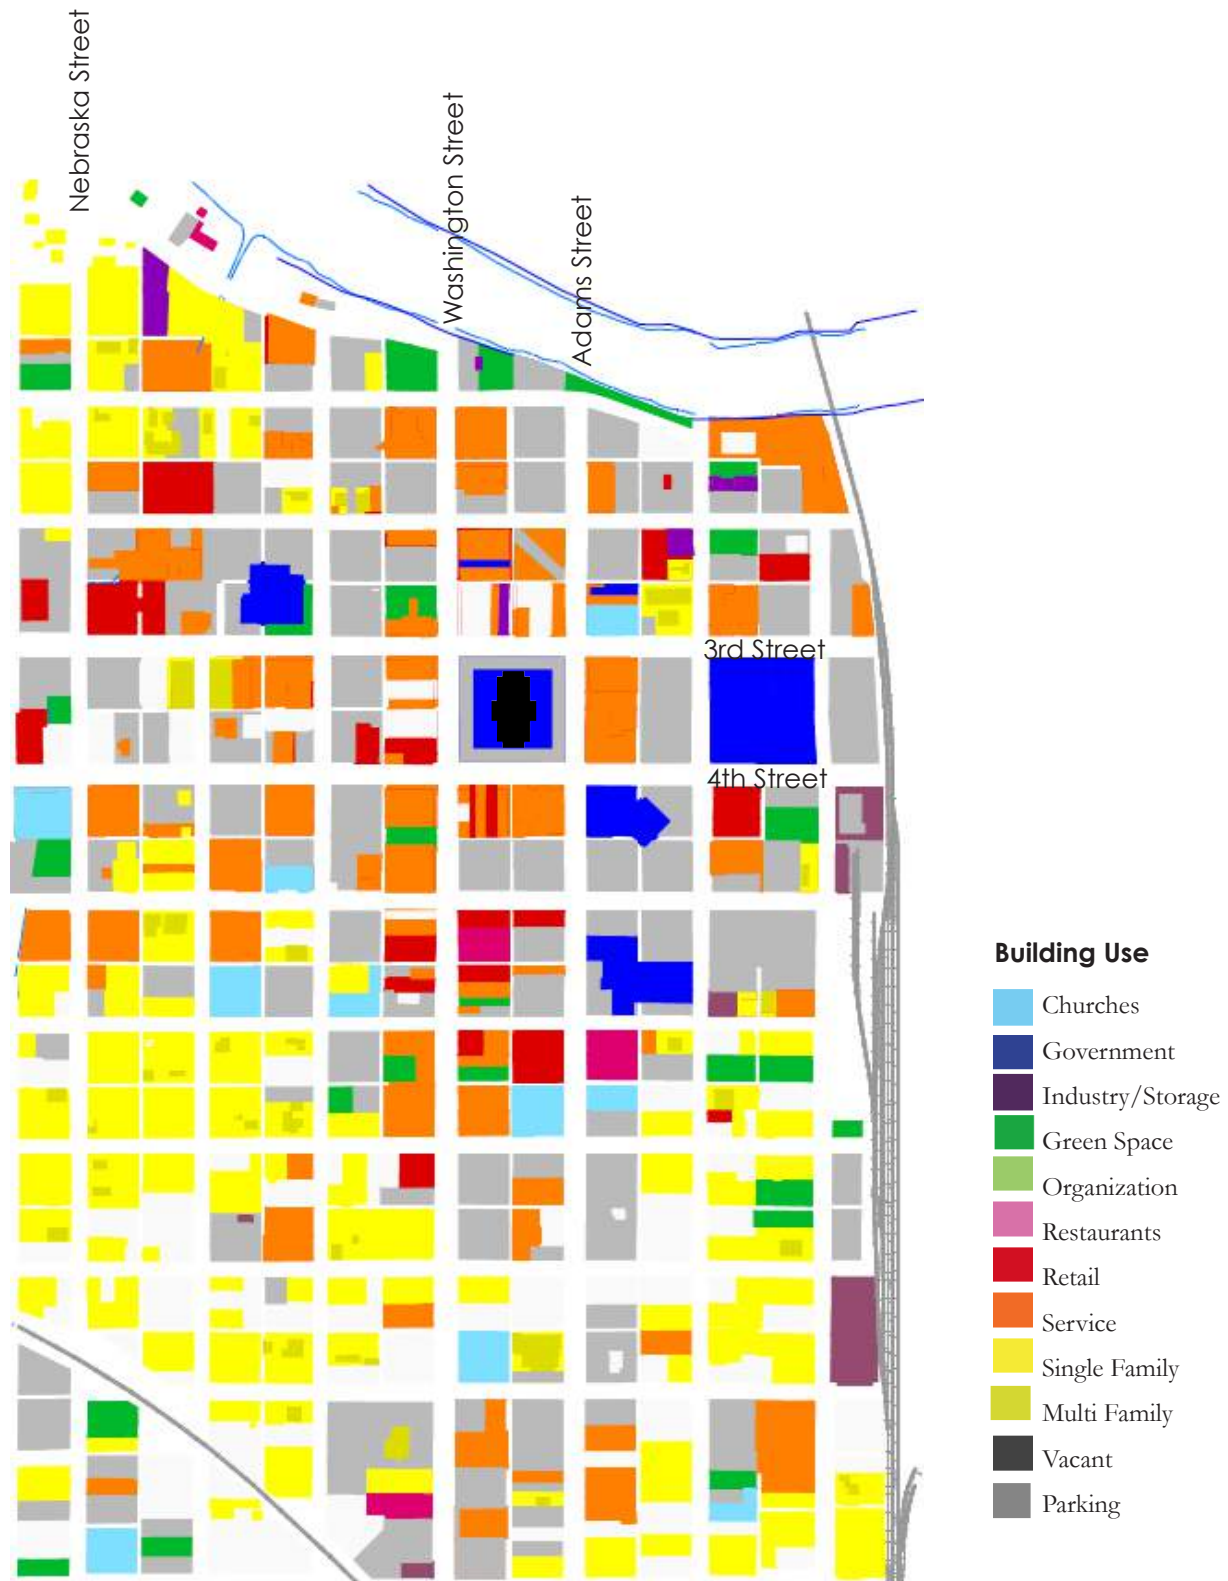 Nebraska Street
Washington Street
Adams Street
3rd Street
4th Street
Building Use
Churches
Government
Industry/Storage
Green Space
Organization
Restaurants
Retail
Service
Single Family
Multi Family
Vacant
Parking